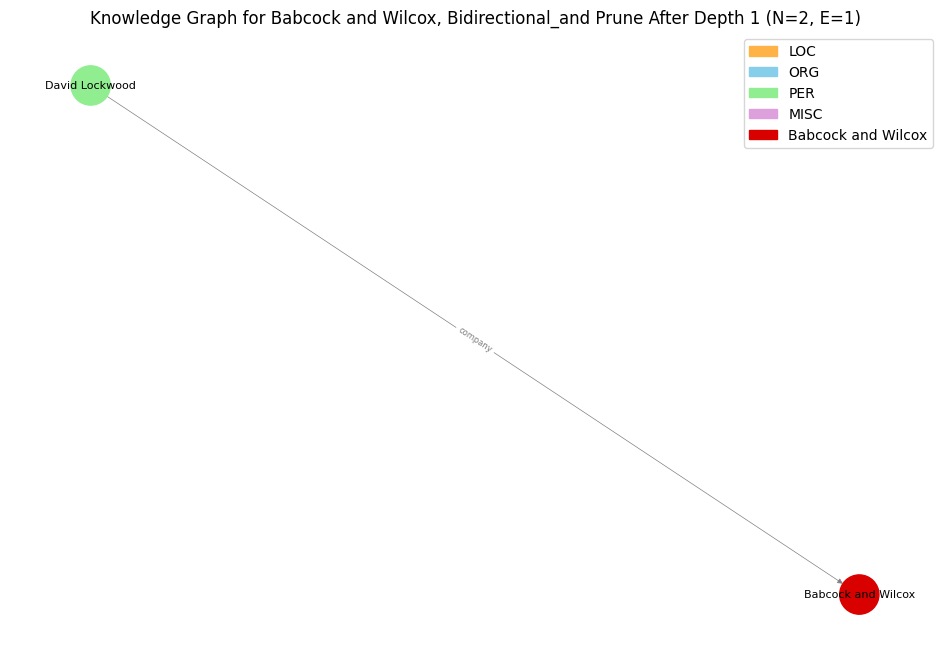 Knowledge Graph for Babcock and Wilcox, Bidirectional_and Prune After Depth 1 (N=2, E=1)
LOC
ORG
PER
MISC
Babcock and Wilcox
David Lockwood
company
Babcock and Wilcox